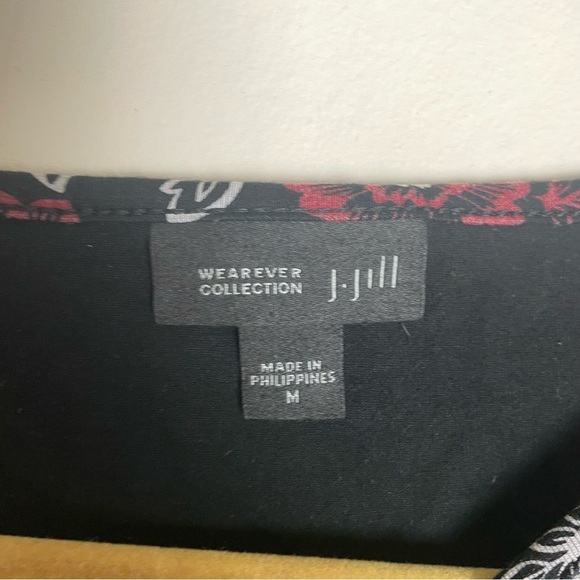 WEAREVER
COLLECTION
J.Jill
MADE IN
PHILIPPINES
M